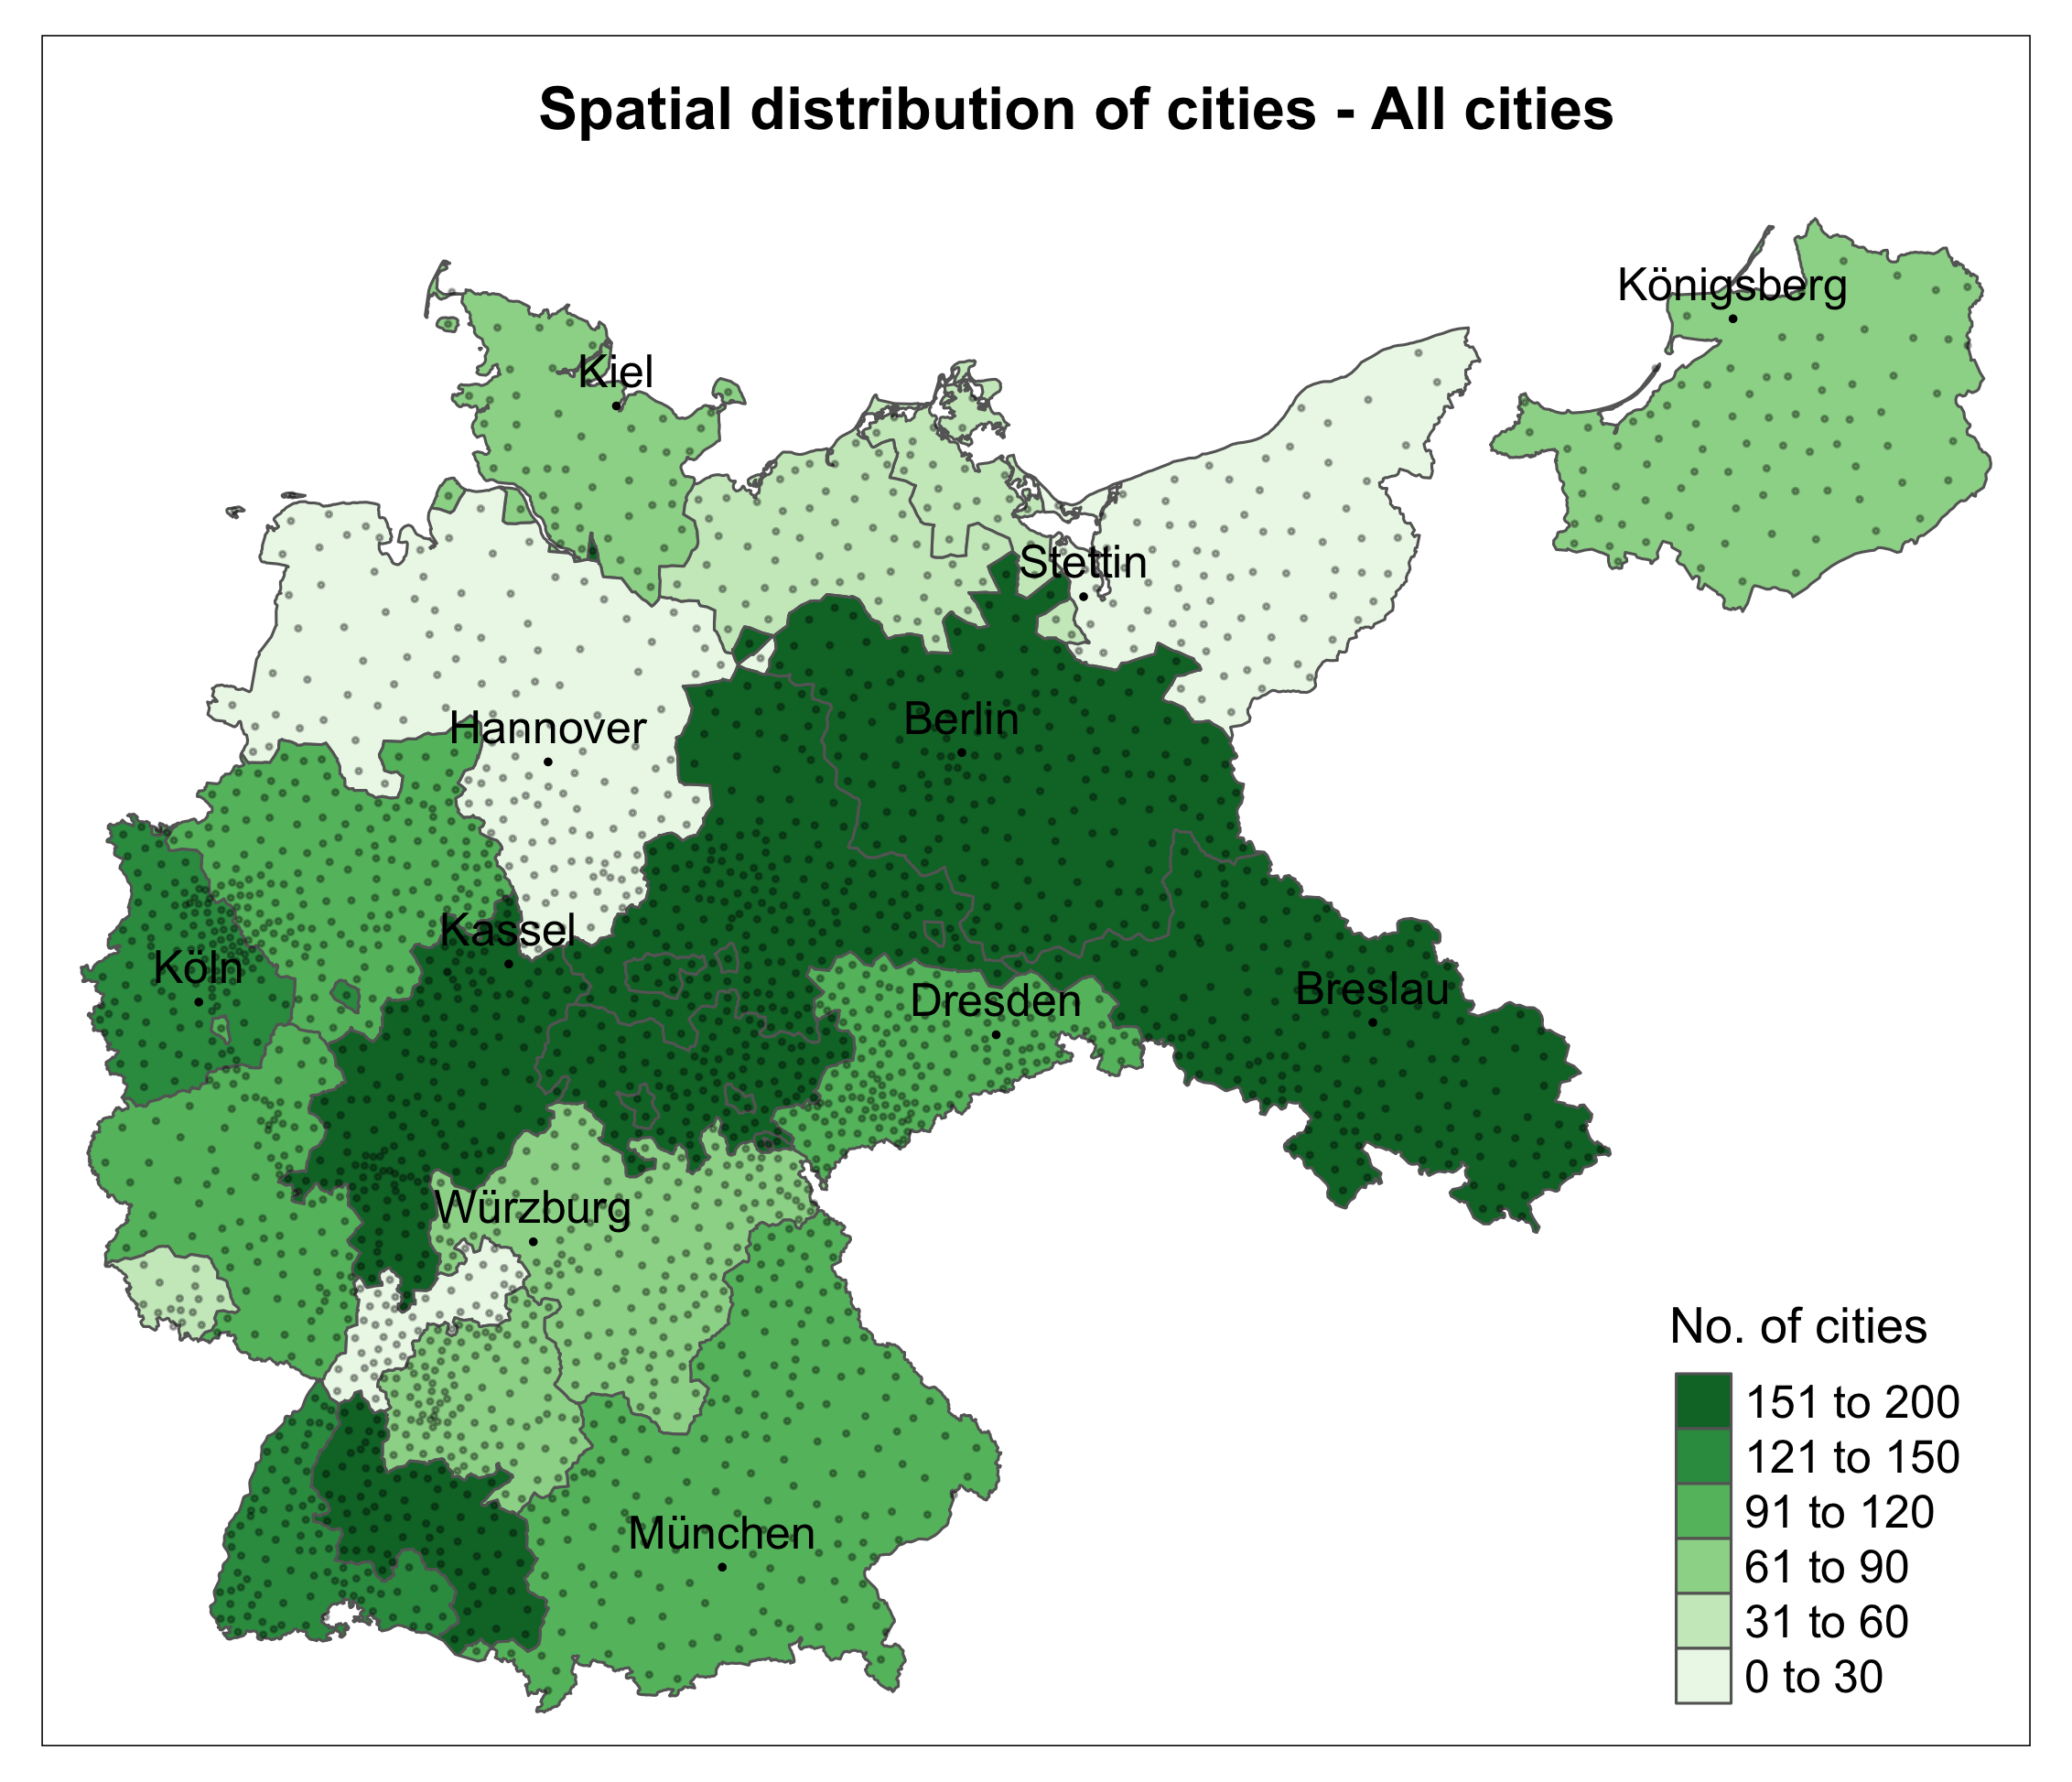 Spatial distribution of cities - All cities
Königsberg
Kiel
Stettin
Hannover
Berlin
Kassel
Köln
Dresden
Breslau
Würzburg
München
No. of cities
151 to 200
121 to 150
91 to 120
61 to 90
31 to 60
0 to 30